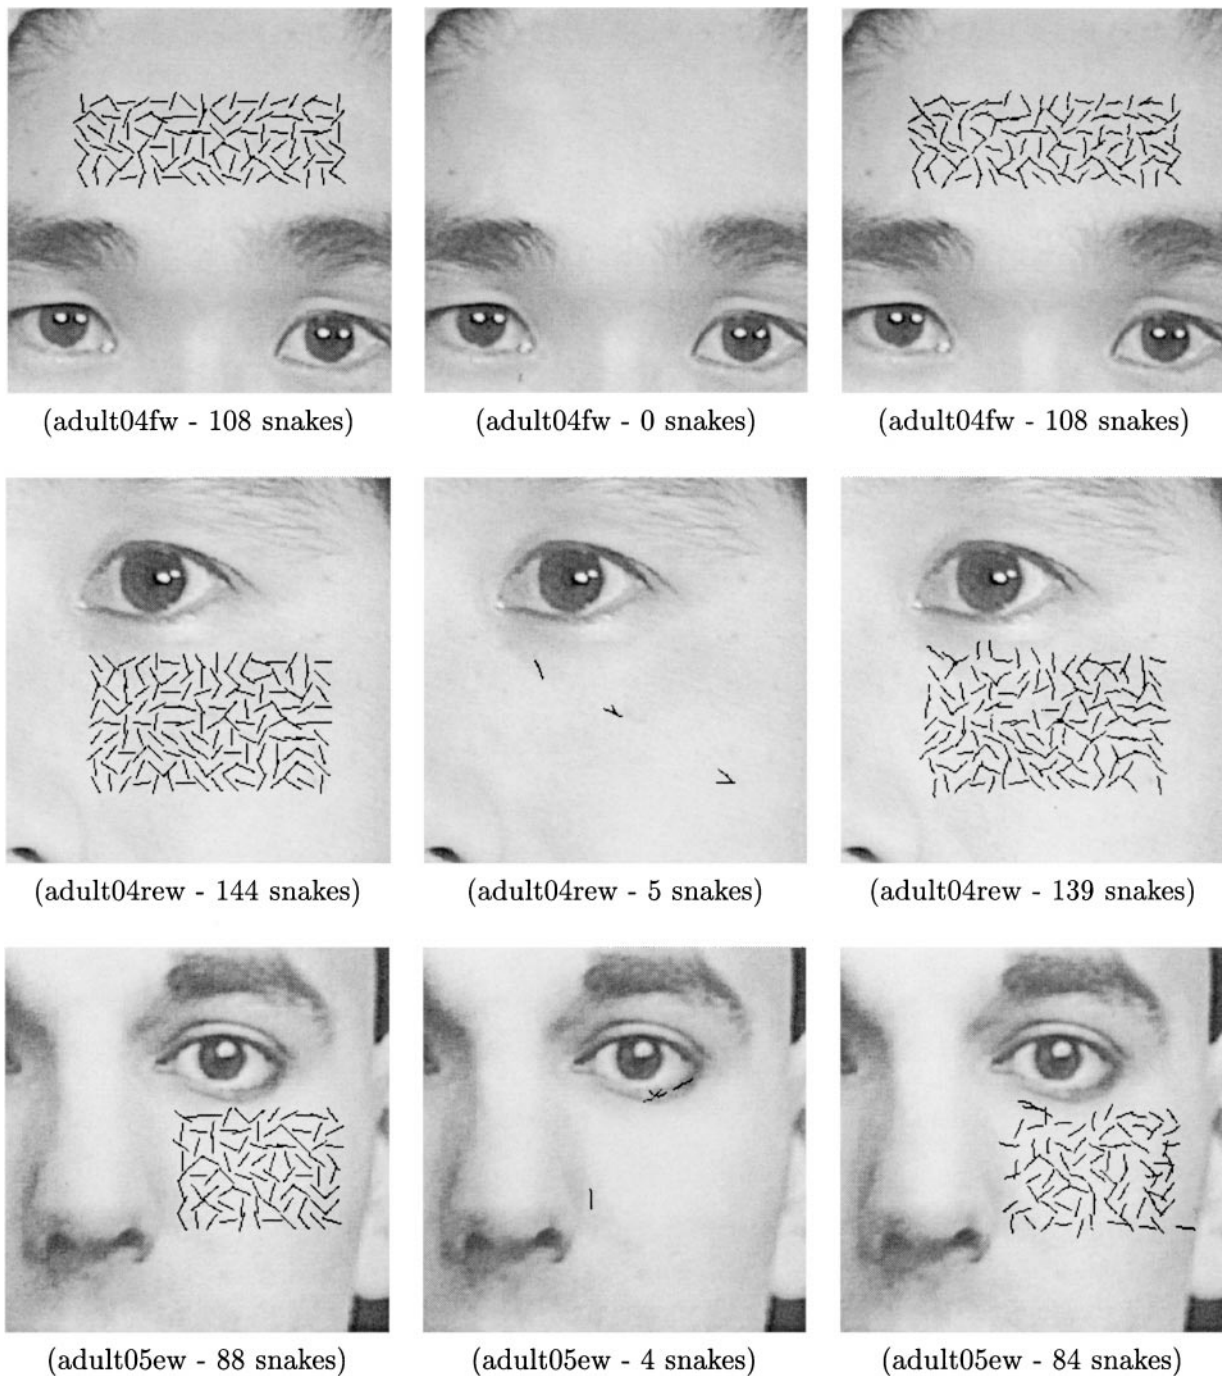 (adult04fw - 108 snakes)
(adult04fw - 0 snakes)
(adult04fw - 108 snakes)
(adult04rew - 144 snakes)
(adult04rew - 5 snakes)
(adult04rew - 139 snakes)
(adult05ew - 88 snakes)
(adult05ew - 4 snakes)
(adult05ew - 84 snakes)